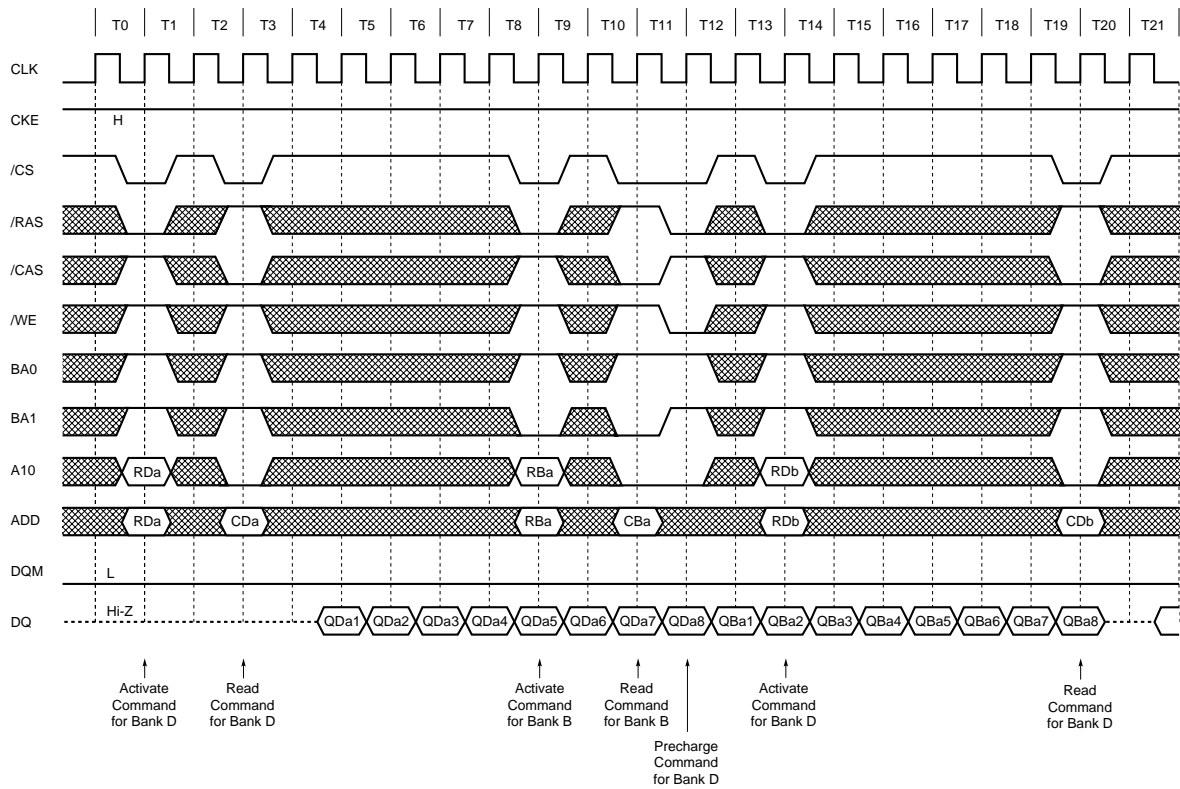 T0 T1 T2 T3 T4 T5 T6 T7 T8 T9 T10 T11 T12 T13 T14 T15 T16 T17 T18 T19 T20 T21
CLK
CKE H
/CS
/RAS
/CAS
/WE
BA0
BA1
A10 RDa RBa RDb
ADD RDa CDa RBa CBa RDb CDb
DQM L
DQ Hi-Z QDa1 QDa2 QDa3 QDa4 QDa5 QDa6 QDa7 QDa8 QBa1 QBa2 QBa3 QBa4 QBa5 QBa6 QBa7 QBa8
Activate
Command
for Bank D
Read
Command
for Bank D
Activate
Command
for Bank B
Read
Command
for Bank B
Precharge
Command
for Bank D
Activate
Command
for Bank D
Read
Command
for Bank D